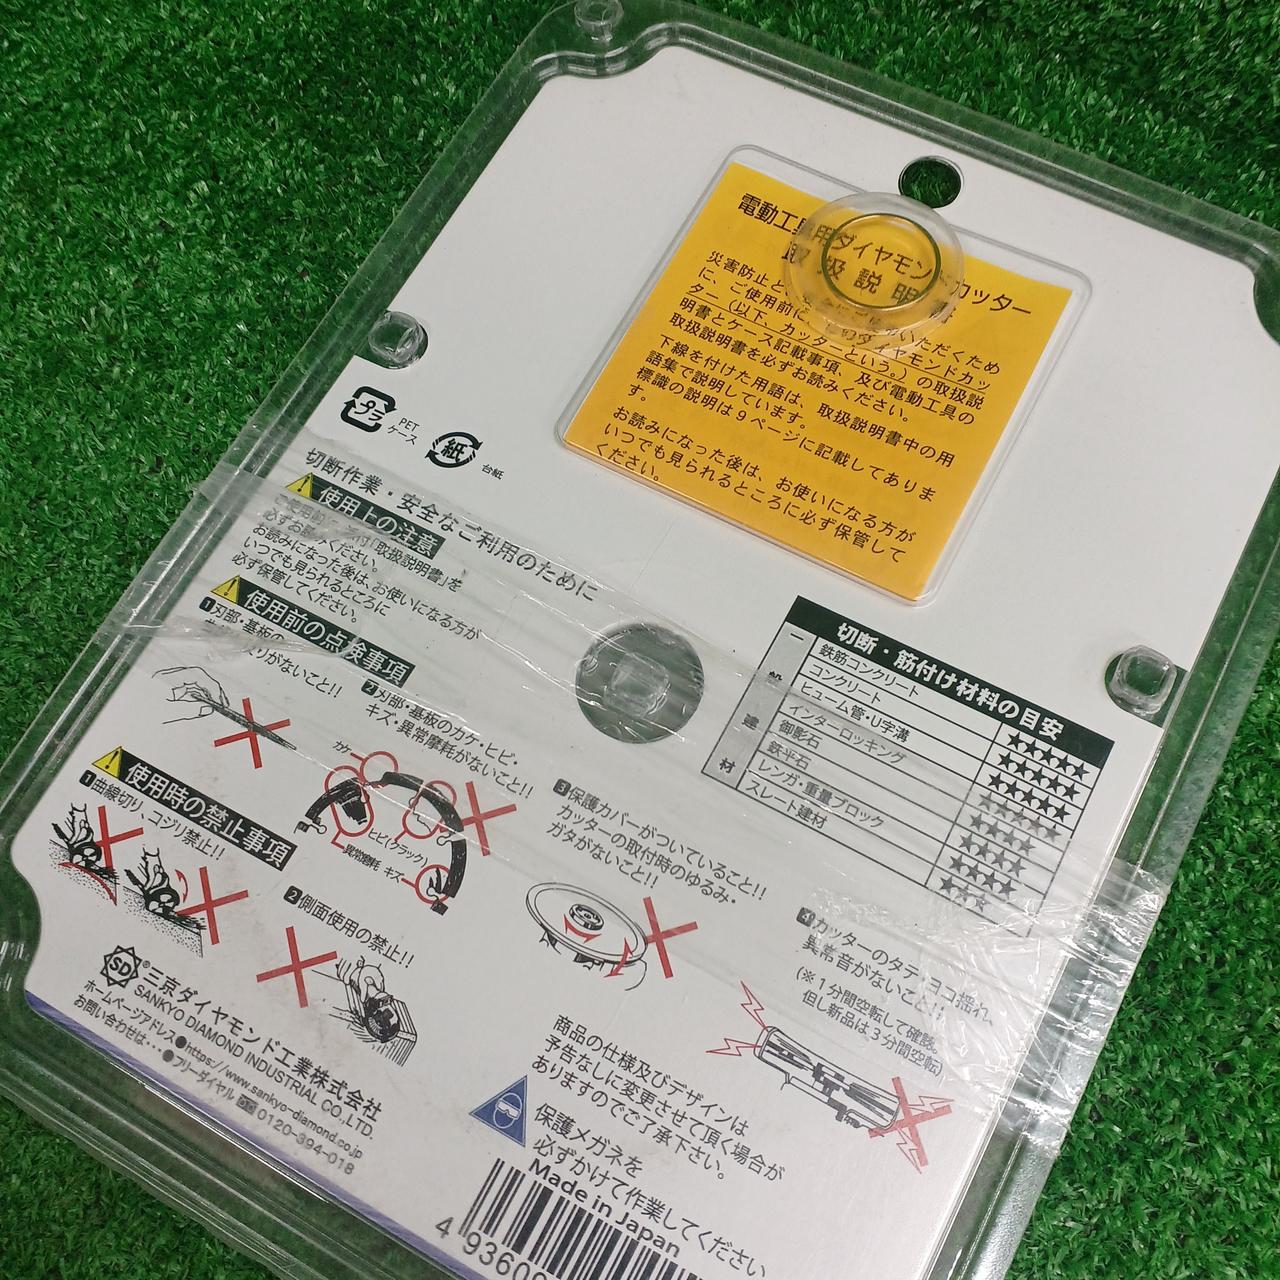 電動工具用ダイヤモンドカッター
取扱説明書
災害防止と
に、ご使用前に
ダイヤモンドカッ
ター（以下、カッターという。）の取扱説
明書とケース記載事項、及び電動工具の
取扱説明書を必ずお読みください。
下線を付けた用語は、取扱説明書中の用
語集で説明しています。
標識の説明は9ページに記載してありま
す。
お読みになった後は、お使いになる方が
いつでも見られるところに必ず保管して
ください。
プラ
PET
ケース
紙
台紙
切断作業・安全なご利用のために
使用上の注意
ご使用前に添付「取扱説明書」を
必ずお読みください。
お読みになった後は、お使いになる方が
いつでも見られるところに
必ず保管してください。
使用前の点検事項
1 刃部・基板の
がないこと!!
2 刃部・基板のカケ・ヒビ・
キズ・異常摩耗がないこと!!
カケ
ヒビ(クラック)
異常摩耗
キズ
3 保護カバーがついていること!!
カッターの取付時のゆるみ・
ガタがないこと!!
4 カッターのタテ・ヨコ揺れ、
異常音がないこと!!
(※1分間空転して確認。
但し新品は3分間空転)
使用時の禁止事項
1 曲線切り、コジリ禁止!!
2 側面使用の禁止!!
切断・筋付け材料の目安
一般建材
鉄筋コンクリート
コンクリート ★★★★★
ヒューム管・U字溝 ★★★★★
インターロッキング ★★★★★
御影石
鉄平石
レンガ・重量ブロック
スレート建材 ★★★
SD®
三京ダイヤモンド工業株式会社
SANKYO DIAMOND INDUSTRIAL CO.,LTD.
ホームページアドレス●https://www.sankyo-diamond.co.jp
お問い合わせは・・・●フリーダイヤル 0120-394-018
商品の仕様及びデザインは
予告なしに変更させて頂く場合が
ありますのでご了承下さい。
保護メガネを
必ずかけて作業してください
Made in Japan
4 93600